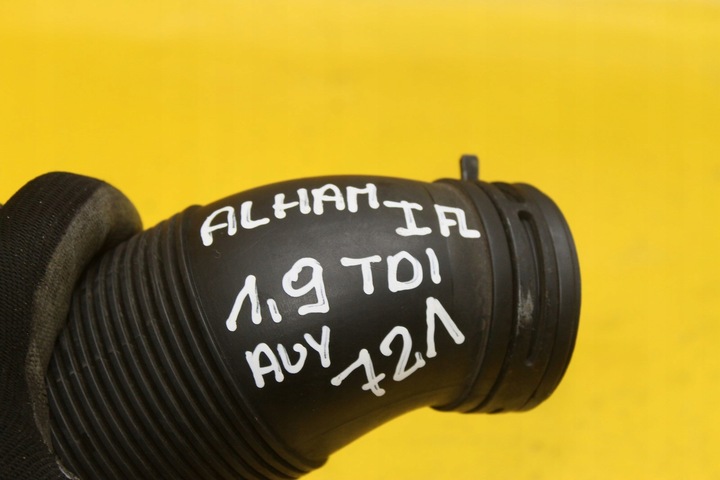 ALHAM I FL
1.9 TDI
AUY 721